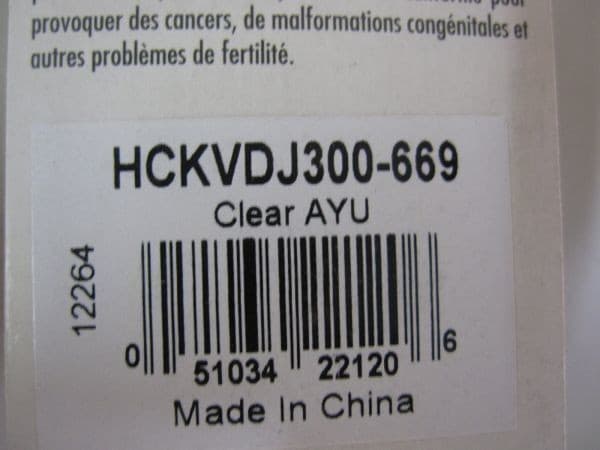 pour
provoquer des cancers, de malformations congénitales et
autres problèmes de fertilité.
HCKVDJ300-669
Clear AYU
12264
0 51034 22120 6
Made In China